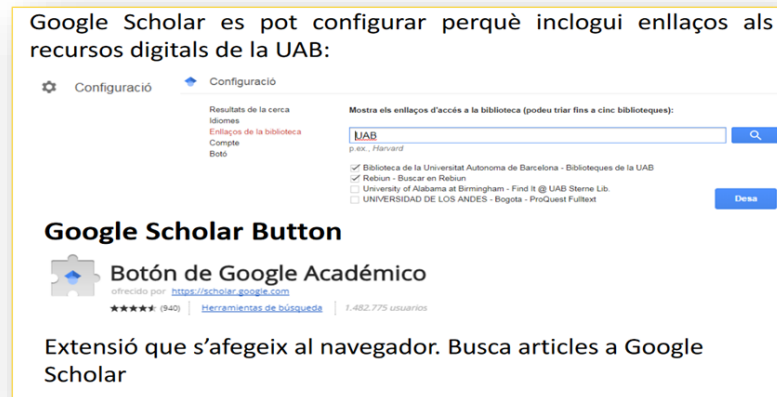 Google Scholar es pot configurar perquè inclogui enllaços als
recursos digitals de la UAB:
Configuració
Configuració
Resultats de la cerca
Idiomes
Enllaços de la biblioteca
Compte
Botó
Mostra els enllaços d'accés a la biblioteca (podeu triar fins a cinc biblioteques):
UAB
p.ex., Harvard
Biblioteca de la Universitat Autonoma de Barcelona - Biblioteques de la UAB
Rebiun - Buscar en Rebiun
University of Alabama at Birmingham - Find It @ UAB Sterne Lib.
UNIVERSIDAD DE LOS ANDES - Bogota - ProQuest Fulltext
Desa
Google Scholar Button
Botón de Google Académico
ofrecido por https://scholar.google.com
(940) Herramientas de búsqueda 1.482.775 usuarios
Extensió que s’afegeix al navegador. Busca articles a Google
Scholar